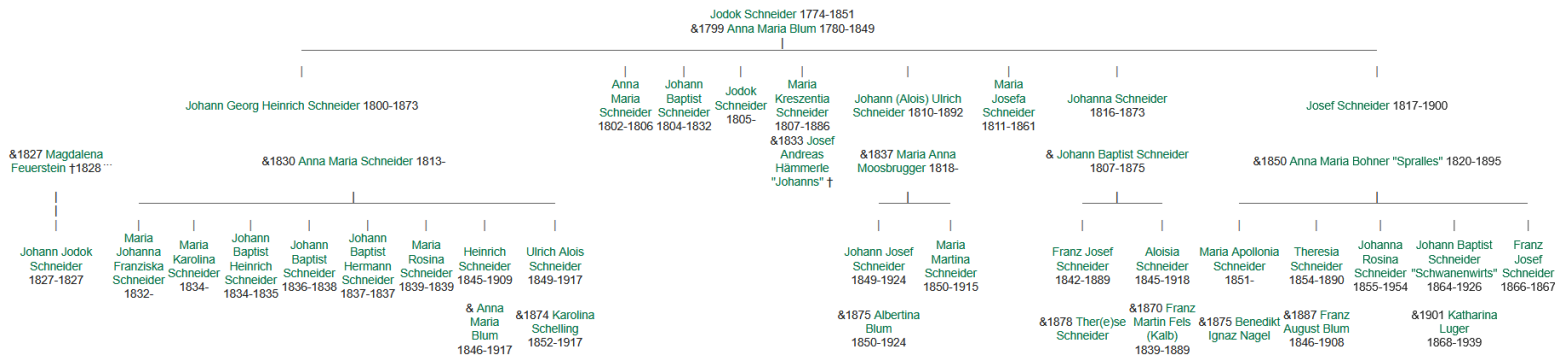 Jodok Schneider 1774-1851
&1799 Anna Maria Blum 1780-1849
Johann Georg Heinrich Schneider 1800-1873
Anna
Maria
Schneider
1802-1806
Johann
Baptist
Schneider
1804-1832
Jodok
Schneider
1805-
Maria
Kreszentia
Schneider
1807-1886
&1833 Josef
Andreas
Hämmerle
"Johanns" †
Johann (Alois) Ulrich
Schneider 1810-1892
Maria
Josefa
Schneider
1811-1861
Johanna Schneider
1816-1873
Josef Schneider 1817-1900
&1827 Magdalena
Feuerstein †1828 ...
&1830 Anna Maria Schneider 1813-
&1837 Maria Anna
Moosbrugger 1818-
& Johann Baptist Schneider
1807-1875
&1850 Anna Maria Bohner "Spralles" 1820-1895
Johann Jodok
Schneider
1827-1827
Maria
Johanna
Franziska
Schneider
1832-
Maria
Karolina
Schneider
1834-
Johann
Baptist
Heinrich
Schneider
1834-1835
Johann
Baptist
Schneider
1836-1838
Johann
Baptist
Hermann
Schneider
1837-1837
Maria
Rosina
Schneider
1839-1839
Heinrich
Schneider
1845-1909
& Anna
Maria
Blum
1846-1917
Ulrich Alois
Schneider
1849-1917
&1874 Karolina
Schelling
1852-1917
Johann Josef
Schneider
1849-1924
&1875 Albertina
Blum
1850-1924
Maria
Martina
Schneider
1850-1915
Franz Josef
Schneider
1842-1889
&1878 Ther(e)se
Schneider
Aloisia
Schneider
1845-1918
&1870 Franz
Martin Fels
(Kalb)
1839-1889
Maria Apollonia
Schneider
1851-
&1875 Benedikt
Ignaz Nagel
Theresia
Schneider
1854-1890
&1887 Franz
August Blum
1846-1908
Johanna
Rosina
Schneider
1855-1954
Johann Baptist
Schneider
"Schwanenwirts"
1864-1926
&1901 Katharina
Luger
1868-1939
Franz
Josef
Schneider
1866-1867